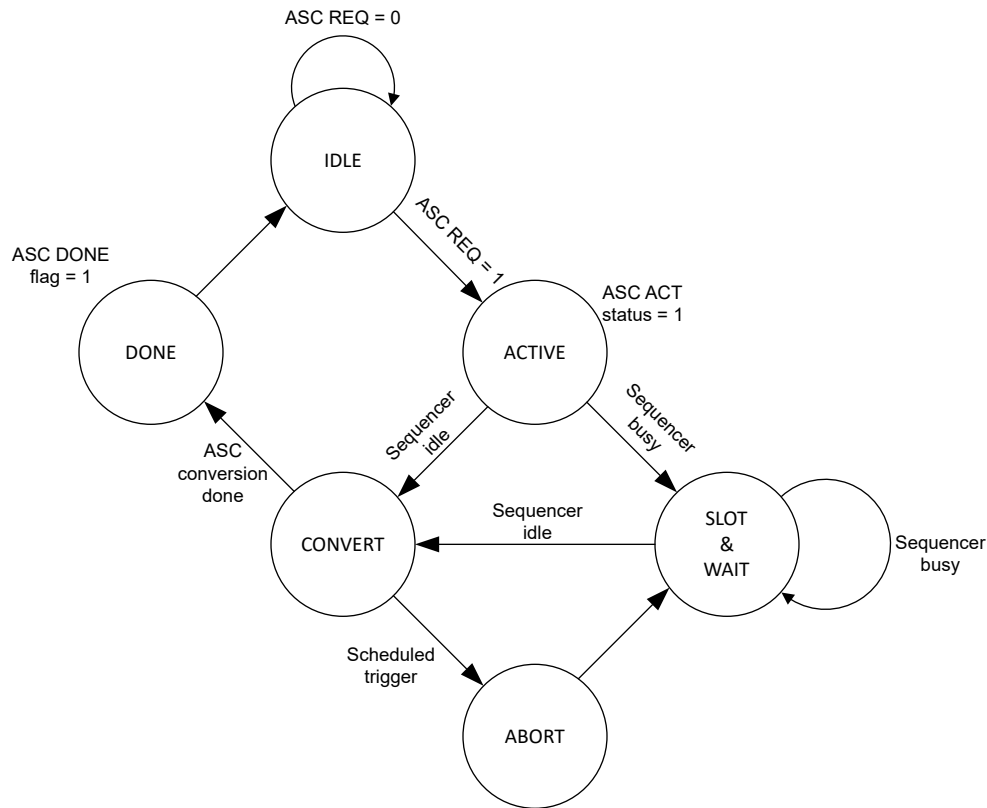 ASC REQ = 0
IDLE
ASC REQ = 1
ASC DONE
flag = 1
DONE
ACTIVE
ASC ACT
status = 1
Sequencer
idle
Sequencer
busy
ASC
conversion
done
CONVERT
Sequencer
idle
SLOT
&
WAIT
Sequencer
busy
Scheduled
trigger
ABORT